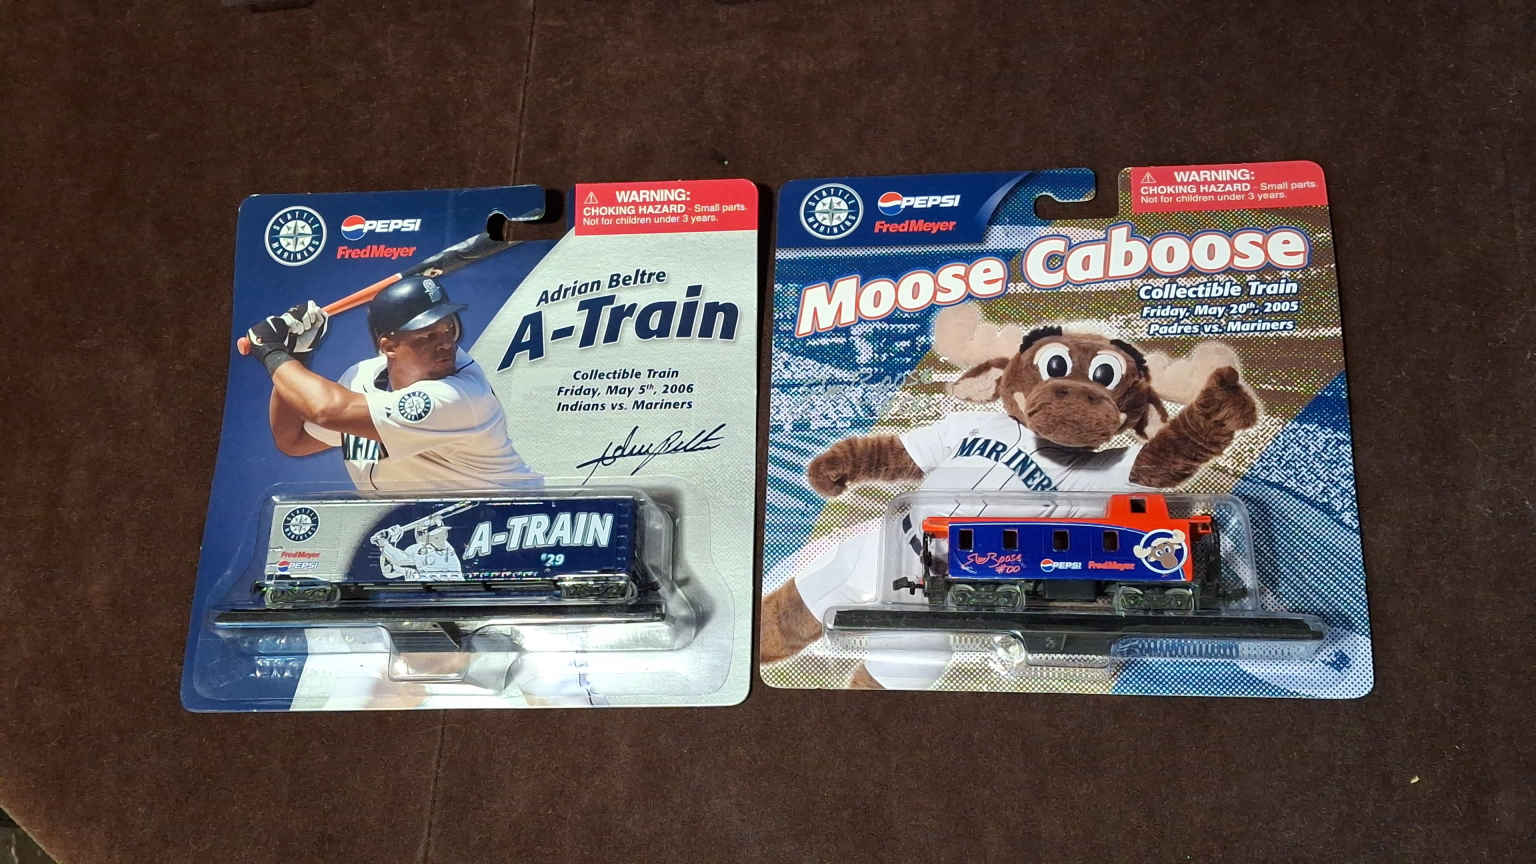 SEATTLE
MARINERS
PEPSI
FredMeyer
WARNING:
CHOKING HAZARD - Small parts.
Not for children under 3 years.
Adrian Beltre
A-Train
Collectible Train
Friday, May 5th, 2006
Indians vs. Mariners
SEATTLE
MARINERS
FredMeyer
PEPSI
A-TRAIN
#29
SEATTLE
MARINERS
PEPSI
FredMeyer
WARNING:
CHOKING HAZARD - Small parts.
Not for children under 3 years.
Moose Caboose
Collectible Train
Friday, May 20th, 2005
Padres vs. Mariners
MARINERS
#00
PEPSI
FredMeyer